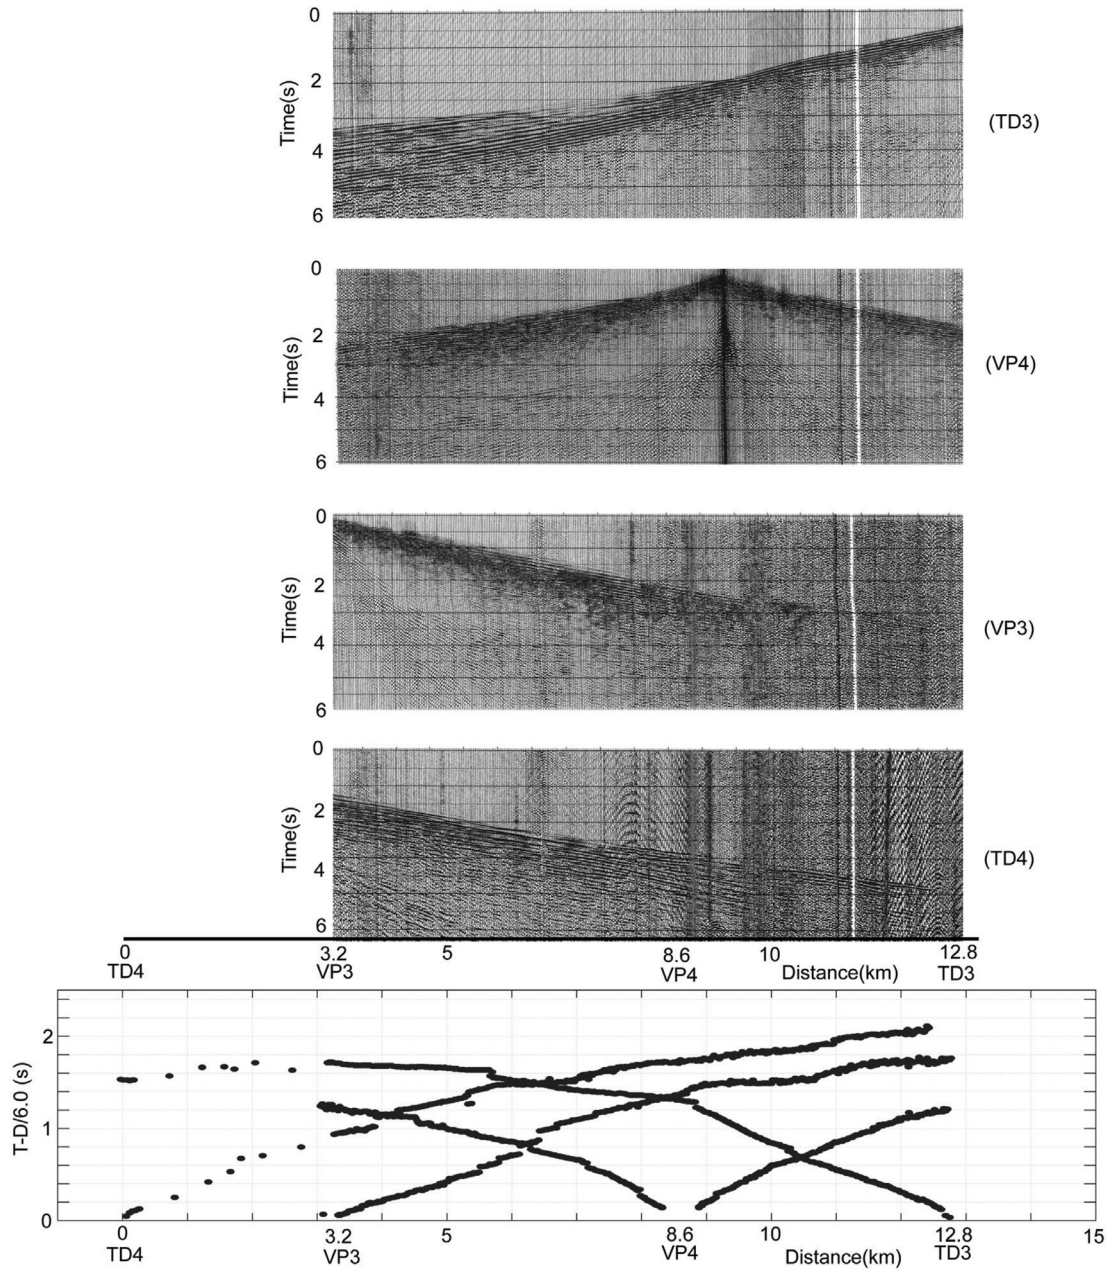 0
2
4
6
Time(s)
(TD3)
0
2
4
6
Time(s)
(VP4)
0
2
4
6
Time(s)
(VP3)
0
2
4
6
Time(s)
(TD4)
0 3.2 5 8.6 10 12.8
TD4 VP3 VP4 Distance(km) TD3
2
1
0
T-D/6.0 (s)
0 3.2 5 8.6 10 12.8 15
TD4 VP3 VP4 Distance(km) TD3